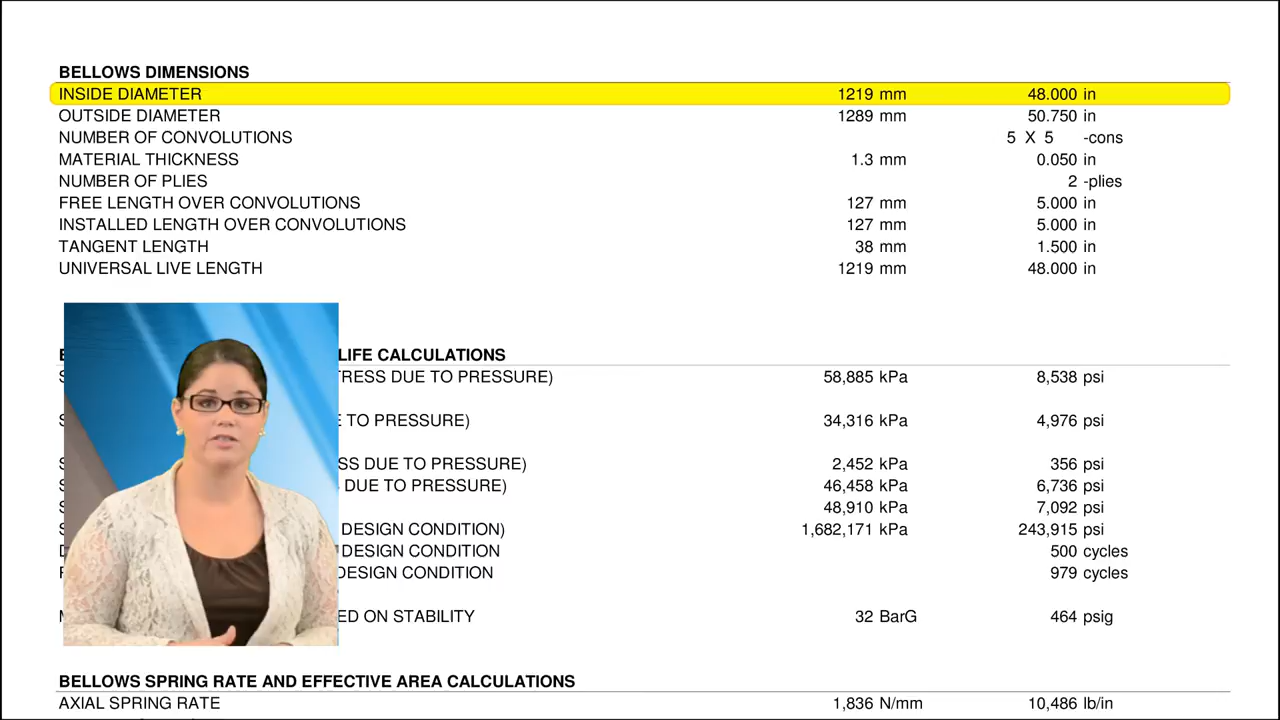 BELLOWS DIMENSIONS
INSIDE DIAMETER 1219 mm 48.000 in
OUTSIDE DIAMETER 1289 mm 50.750 in
NUMBER OF CONVOLUTIONS 5 X 5 -cons
MATERIAL THICKNESS 1.3 mm 0.050 in
NUMBER OF PLIES 2 -plies
FREE LENGTH OVER CONVOLUTIONS 127 mm 5.000 in
INSTALLED LENGTH OVER CONVOLUTIONS 127 mm 5.000 in
TANGENT LENGTH 38 mm 1.500 in
UNIVERSAL LIVE LENGTH 1219 mm 48.000 in
LIFE CALCULATIONS
DUE TO PRESSURE) 58,885 kPa 8,538 psi
TO PRESSURE) 34,316 kPa 4,976 psi
DUE TO PRESSURE) 2,452 kPa 356 psi
DUE TO PRESSURE) 46,458 kPa 6,736 psi
48,910 kPa 7,092 psi
DESIGN CONDITION) 1,682,171 kPa 243,915 psi
DESIGN CONDITION 500 cycles
DESIGN CONDITION 979 cycles
ON STABILITY 32 BarG 464 psig
BELLOWS SPRING RATE AND EFFECTIVE AREA CALCULATIONS
AXIAL SPRING RATE 1,836 N/mm 10,486 lb/in